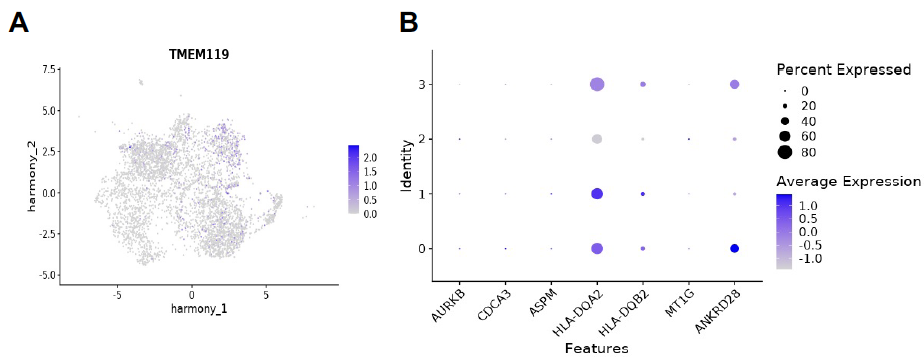 A
B
TMEM119
7.5
5.0
2.5
0.0
-2.5
-5.0
harmony_2
-5
0
5
harmony_1
2.0
1.5
1.0
0.5
0.0
3
2
1
0
Identity
AURKB
CDCA3
ASPM
HLA-DQA2
HLA-DQB2
MT1G
ANKRD28
Features
Percent Expressed
0
20
40
60
80
Average Expression
1.0
0.5
0.0
-0.5
-1.0